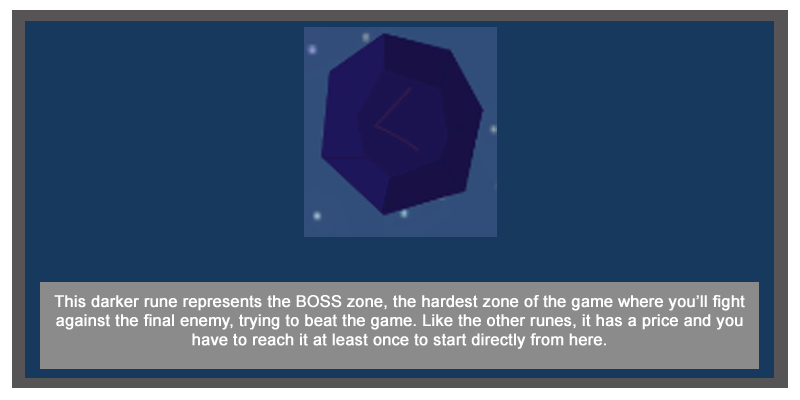 This darker rune represents the BOSS zone, the hardest zone of the game where you’ll fight
against the final enemy, trying to beat the game. Like the other runes, it has a price and you
have to reach it at least once to start directly from here.